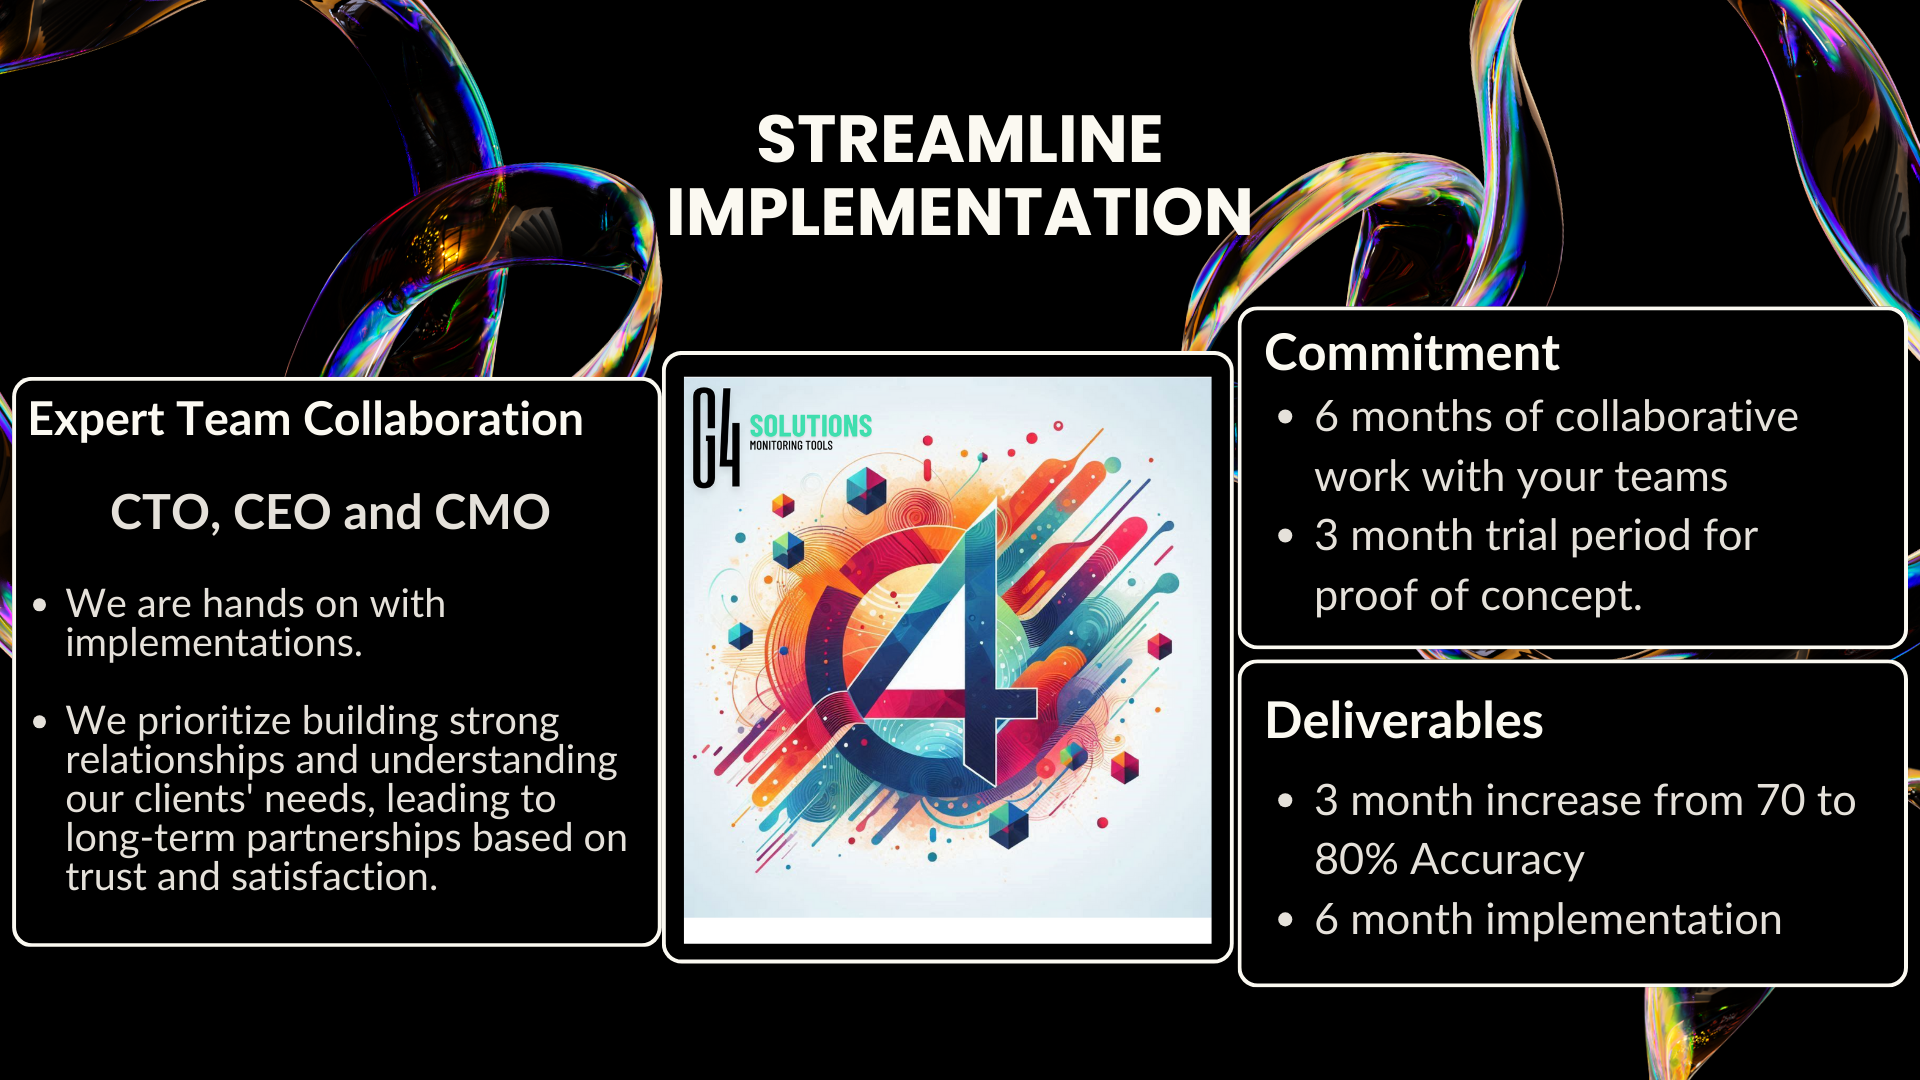 STREAMLINE
IMPLEMENTATION
Expert Team Collaboration
CTO, CEO and CMO
• We are hands on with
implementations.
• We prioritize building strong
relationships and understanding
our clients' needs, leading to
long-term partnerships based on
trust and satisfaction.
G4 SOLUTIONS
MONITORING TOOLS
4
Commitment
• 6 months of collaborative
work with your teams
• 3 month trial period for
proof of concept.
Deliverables
• 3 month increase from 70 to
80% Accuracy
• 6 month implementation